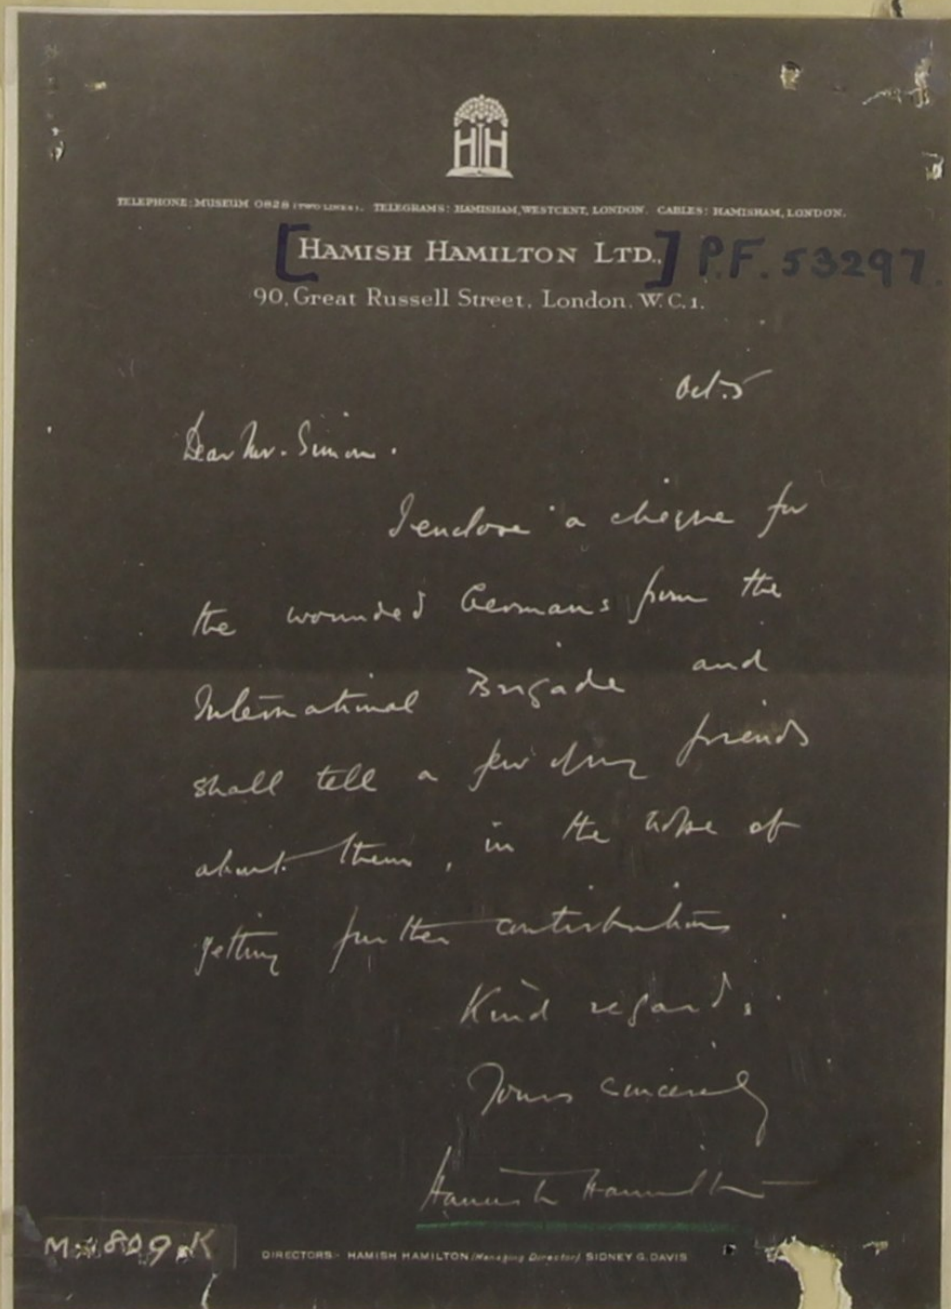 HH
TELEPHONE: MUSEUM 0828 (TWO LINES). TELEGRAMS: HAMISHAM, WESTCENT, LONDON. CABLES: HAMISHAM, LONDON.
[HAMISH HAMILTON LTD.,] P.F. 53297.
90, Great Russell Street, London. W.C.1.
Oct. 5
Dear Mr. Simon.
I enclose a cheque for
the wounded Germans from the
International Brigade and
shall tell a few of my friends
about them, in the hope of
getting further contributions.
Kind regards.
Yours sincerely
Hamish Hamilton
M. 809. K
DIRECTORS:- HAMISH HAMILTON (Managing Director) SIDNEY G. DAVIS